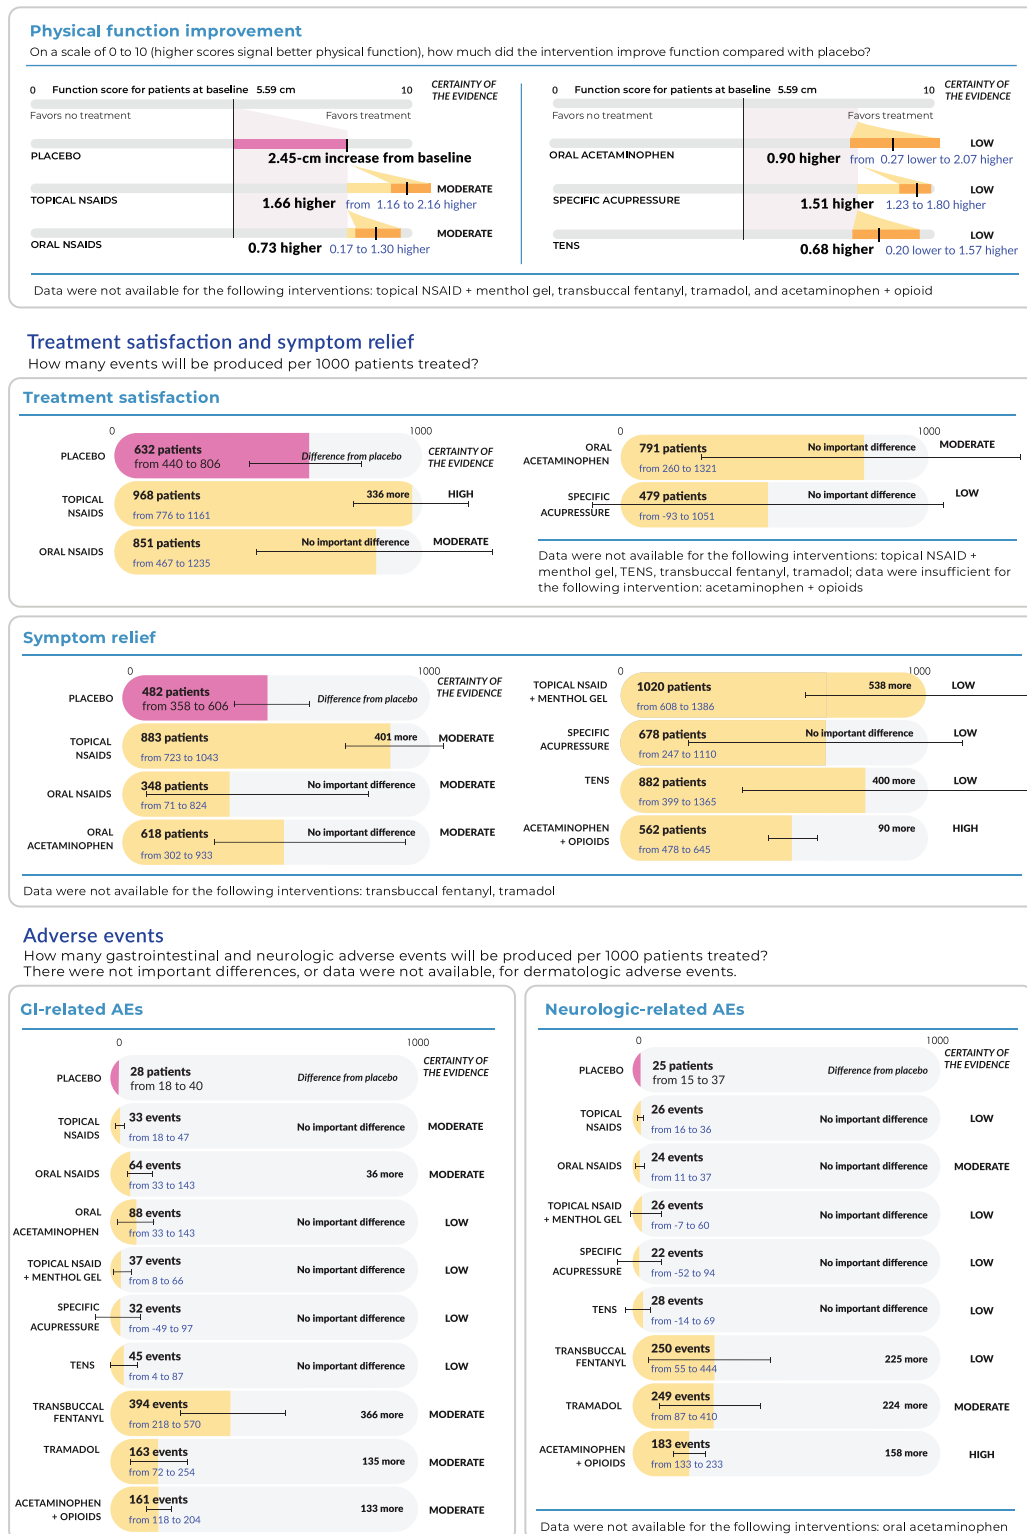 Physical function improvement
On a scale of 0 to 10 (higher scores signal better physical function), how much did the intervention improve function compared with placebo?
0 Function score for patients at baseline 5.59 cm 10
CERTAINTY OF
THE EVIDENCE
Favors no treatment Favors treatment
PLACEBO
2.45-cm increase from baseline
TOPICAL NSAIDS
MODERATE
1.66 higher from 1.16 to 2.16 higher
ORAL NSAIDS
MODERATE
0.73 higher 0.17 to 1.30 higher
0 Function score for patients at baseline 5.59 cm 10
CERTAINTY OF
THE EVIDENCE
Favors no treatment Favors treatment
ORAL ACETAMINOPHEN
LOW
0.90 higher from 0.27 lower to 2.07 higher
SPECIFIC ACUPRESSURE
LOW
1.51 higher 1.23 to 1.80 higher
TENS
LOW
0.68 higher 0.20 lower to 1.57 higher
Data were not available for the following interventions: topical NSAID + menthol gel, transbuccal fentanyl, tramadol, and acetaminophen + opioid
Treatment satisfaction and symptom relief
How many events will be produced per 1000 patients treated?
Treatment satisfaction
0 1000
CERTAINTY OF
THE EVIDENCE
PLACEBO
632 patients
from 440 to 806
Difference from placebo
TOPICAL
NSAIDS
968 patients
from 776 to 1161
336 more
HIGH
ORAL NSAIDS
851 patients
from 467 to 1235
No important difference
MODERATE
0 1000
ORAL
ACETAMINOPHEN
791 patients
from 260 to 1321
No important difference
MODERATE
SPECIFIC
ACUPRESSURE
479 patients
from -93 to 1051
No important difference
LOW
Data were not available for the following interventions: topical NSAID +
menthol gel, TENS, transbuccal fentanyl, tramadol; data were insufficient for
the following intervention: acetaminophen + opioids
Symptom relief
0 1000
CERTAINTY OF
THE EVIDENCE
PLACEBO
482 patients
from 358 to 606
Difference from placebo
TOPICAL
NSAIDS
883 patients
from 723 to 1043
401 more
MODERATE
ORAL NSAIDS
348 patients
from 71 to 824
No important difference
MODERATE
ORAL
ACETAMINOPHEN
618 patients
from 302 to 933
No important difference
MODERATE
0 1000
TOPICAL NSAID
+ MENTHOL GEL
1020 patients
from 608 to 1386
538 more
LOW
SPECIFIC
ACUPRESSURE
678 patients
from 247 to 1110
No important difference
LOW
TENS
882 patients
from 399 to 1365
400 more
LOW
ACETAMINOPHEN
+ OPIOIDS
562 patients
from 478 to 645
90 more
HIGH
Data were not available for the following interventions: transbuccal fentanyl, tramadol
Adverse events
How many gastrointestinal and neurologic adverse events will be produced per 1000 patients treated?
There were not important differences, or data were not available, for dermatologic adverse events.
GI-related AEs
0 1000
CERTAINTY OF
THE EVIDENCE
PLACEBO
28 patients
from 18 to 40
Difference from placebo
TOPICAL
NSAIDS
33 events
from 18 to 47
No important difference
MODERATE
ORAL NSAIDS
64 events
from 33 to 143
36 more
MODERATE
ORAL
ACETAMINOPHEN
88 events
from 33 to 143
No important difference
LOW
TOPICAL NSAID
+ MENTHOL GEL
37 events
from 8 to 66
No important difference
LOW
SPECIFIC
ACUPRESSURE
32 events
from -49 to 97
No important difference
LOW
TENS
45 events
from 4 to 87
No important difference
LOW
TRANSBUCCAL
FENTANYL
394 events
from 218 to 570
366 more
MODERATE
TRAMADOL
163 events
from 72 to 254
135 more
MODERATE
ACETAMINOPHEN
+ OPIOIDS
161 events
from 118 to 204
133 more
MODERATE
Neurologic-related AEs
0 1000
CERTAINTY OF
THE EVIDENCE
PLACEBO
25 patients
from 15 to 37
Difference from placebo
TOPICAL
NSAIDS
26 events
from 16 to 36
No important difference
LOW
ORAL NSAIDS
24 events
from 11 to 37
No important difference
MODERATE
TOPICAL NSAID
+ MENTHOL GEL
26 events
from -7 to 60
No important difference
LOW
SPECIFIC
ACUPRESSURE
22 events
from -52 to 94
No important difference
LOW
TENS
28 events
from -14 to 69
No important difference
LOW
TRANSBUCCAL
FENTANYL
250 events
from 55 to 444
225 more
LOW
TRAMADOL
249 events
from 87 to 410
224 more
MODERATE
ACETAMINOPHEN
+ OPIOIDS
183 events
from 133 to 233
158 more
HIGH
Data were not available for the following interventions: oral acetaminophen